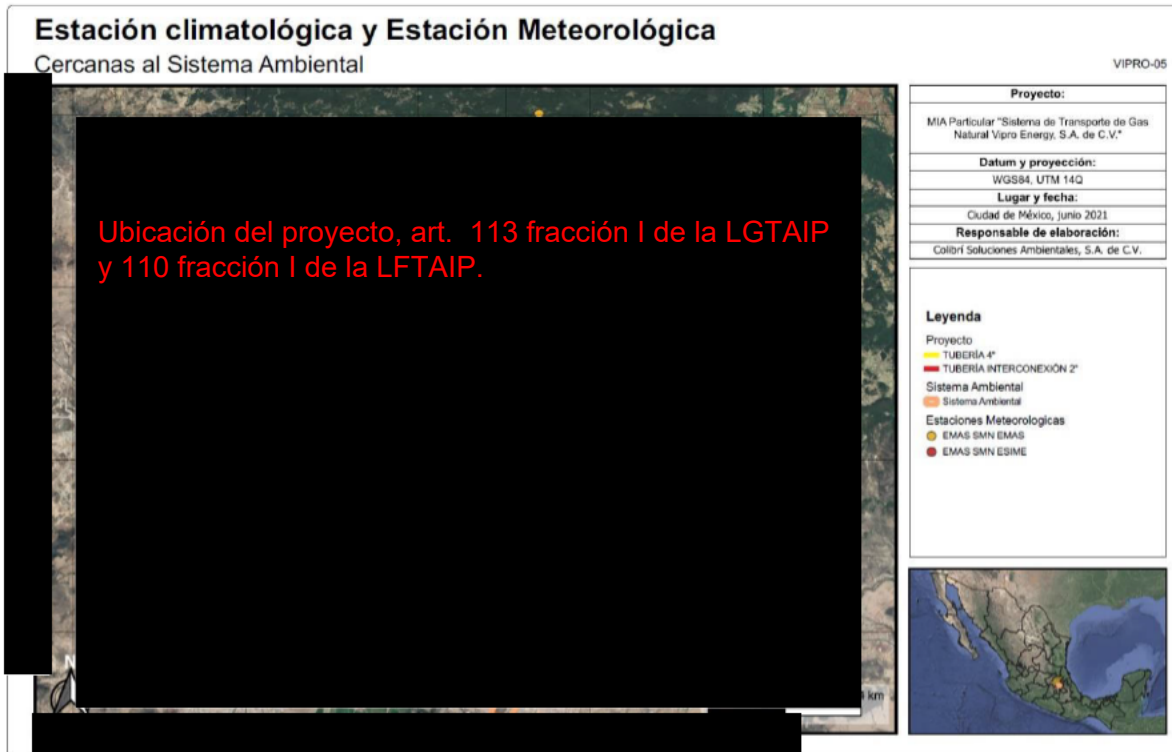 Estación climatológica y Estación Meteorológica
Cercanas al Sistema Ambiental
VIPRO-05
Ubicación del proyecto, art. 113 fracción I de la LGTAIP
y 110 fracción I de la LFTAIP.
N
km
Proyecto:
MIA Particular "Sistema de Transporte de Gas
Natural Vipro Energy, S.A. de C.V."
Datum y proyección:
WGS84, UTM 14Q
Lugar y fecha:
Ciudad de México, junio 2021
Responsable de elaboración:
Colibrí Soluciones Ambientales, S.A. de C.V.
Leyenda
Proyecto
TUBERÍA 4"
TUBERÍA INTERCONEXIÓN 2"
Sistema Ambiental
Sistema Ambiental
Estaciones Meteorologicas
EMAS SMN EMAS
EMAS SMN ESIME